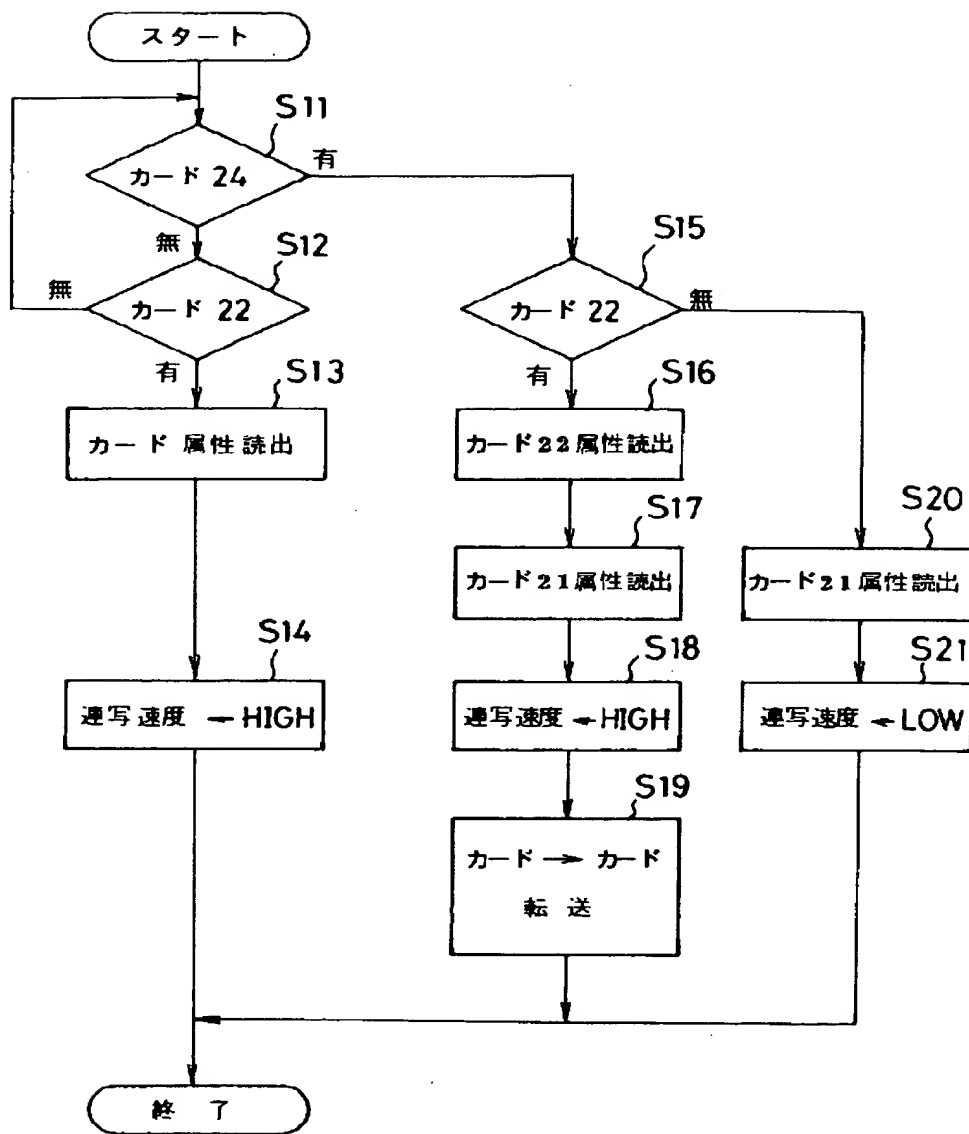 スタート
S11
カード 24
有
無
S12
カード 22
無
有
S13
カード 属性読出
S14
連写速度 ← HIGH
S15
カード 22
無
有
S16
カード22属性読出
S17
カード21属性読出
S18
連写速度 ← HIGH
S19
カード → カード
転送
S20
カード21属性読出
S21
連写速度 ← LOW
終了